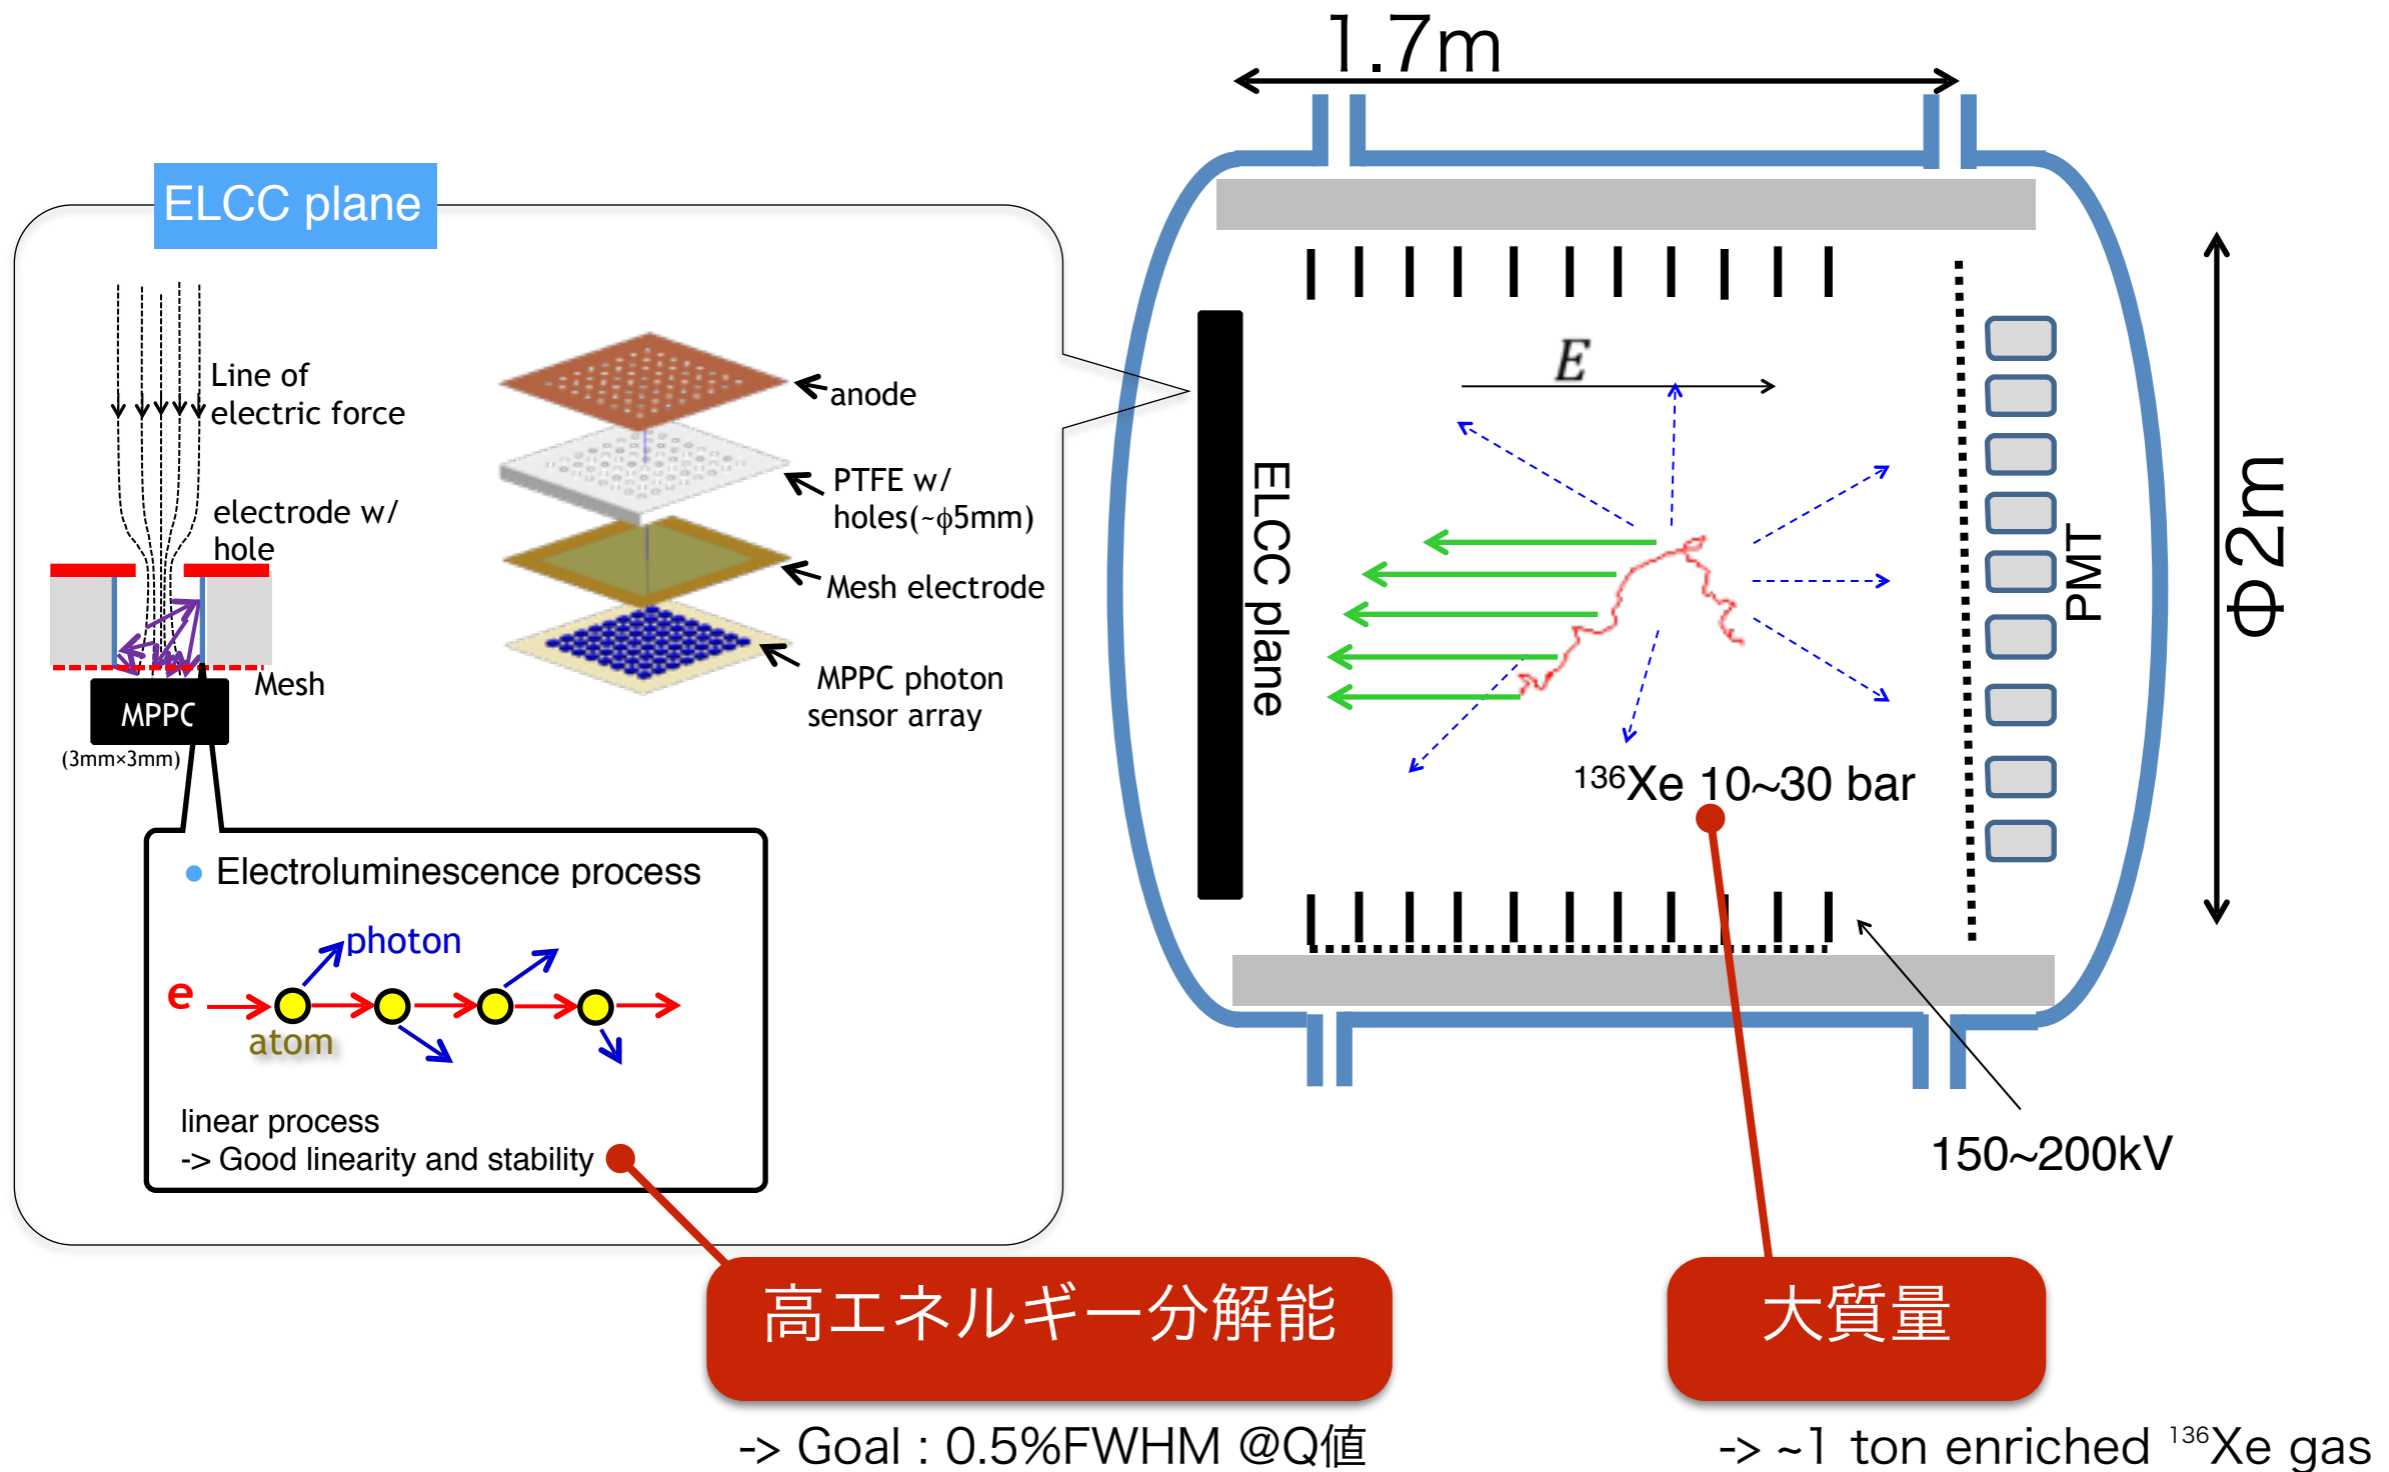 1.7m
ELCC plane
Line of
electric force
electrode w/
hole
Mesh
MPPC
(3mm×3mm)
anode
PTFE w/
holes(~ϕ5mm)
Mesh electrode
MPPC photon
sensor array
Electroluminescence process
photon
e
atom
linear process
-> Good linearity and stability
E
ELCC plane
PMT
Φ2m
¹³⁶Xe 10~30 bar
150~200kV
高エネルギー分解能
-> Goal : 0.5%FWHM @Q値
大質量
-> ~1 ton enriched ¹³⁶Xe gas